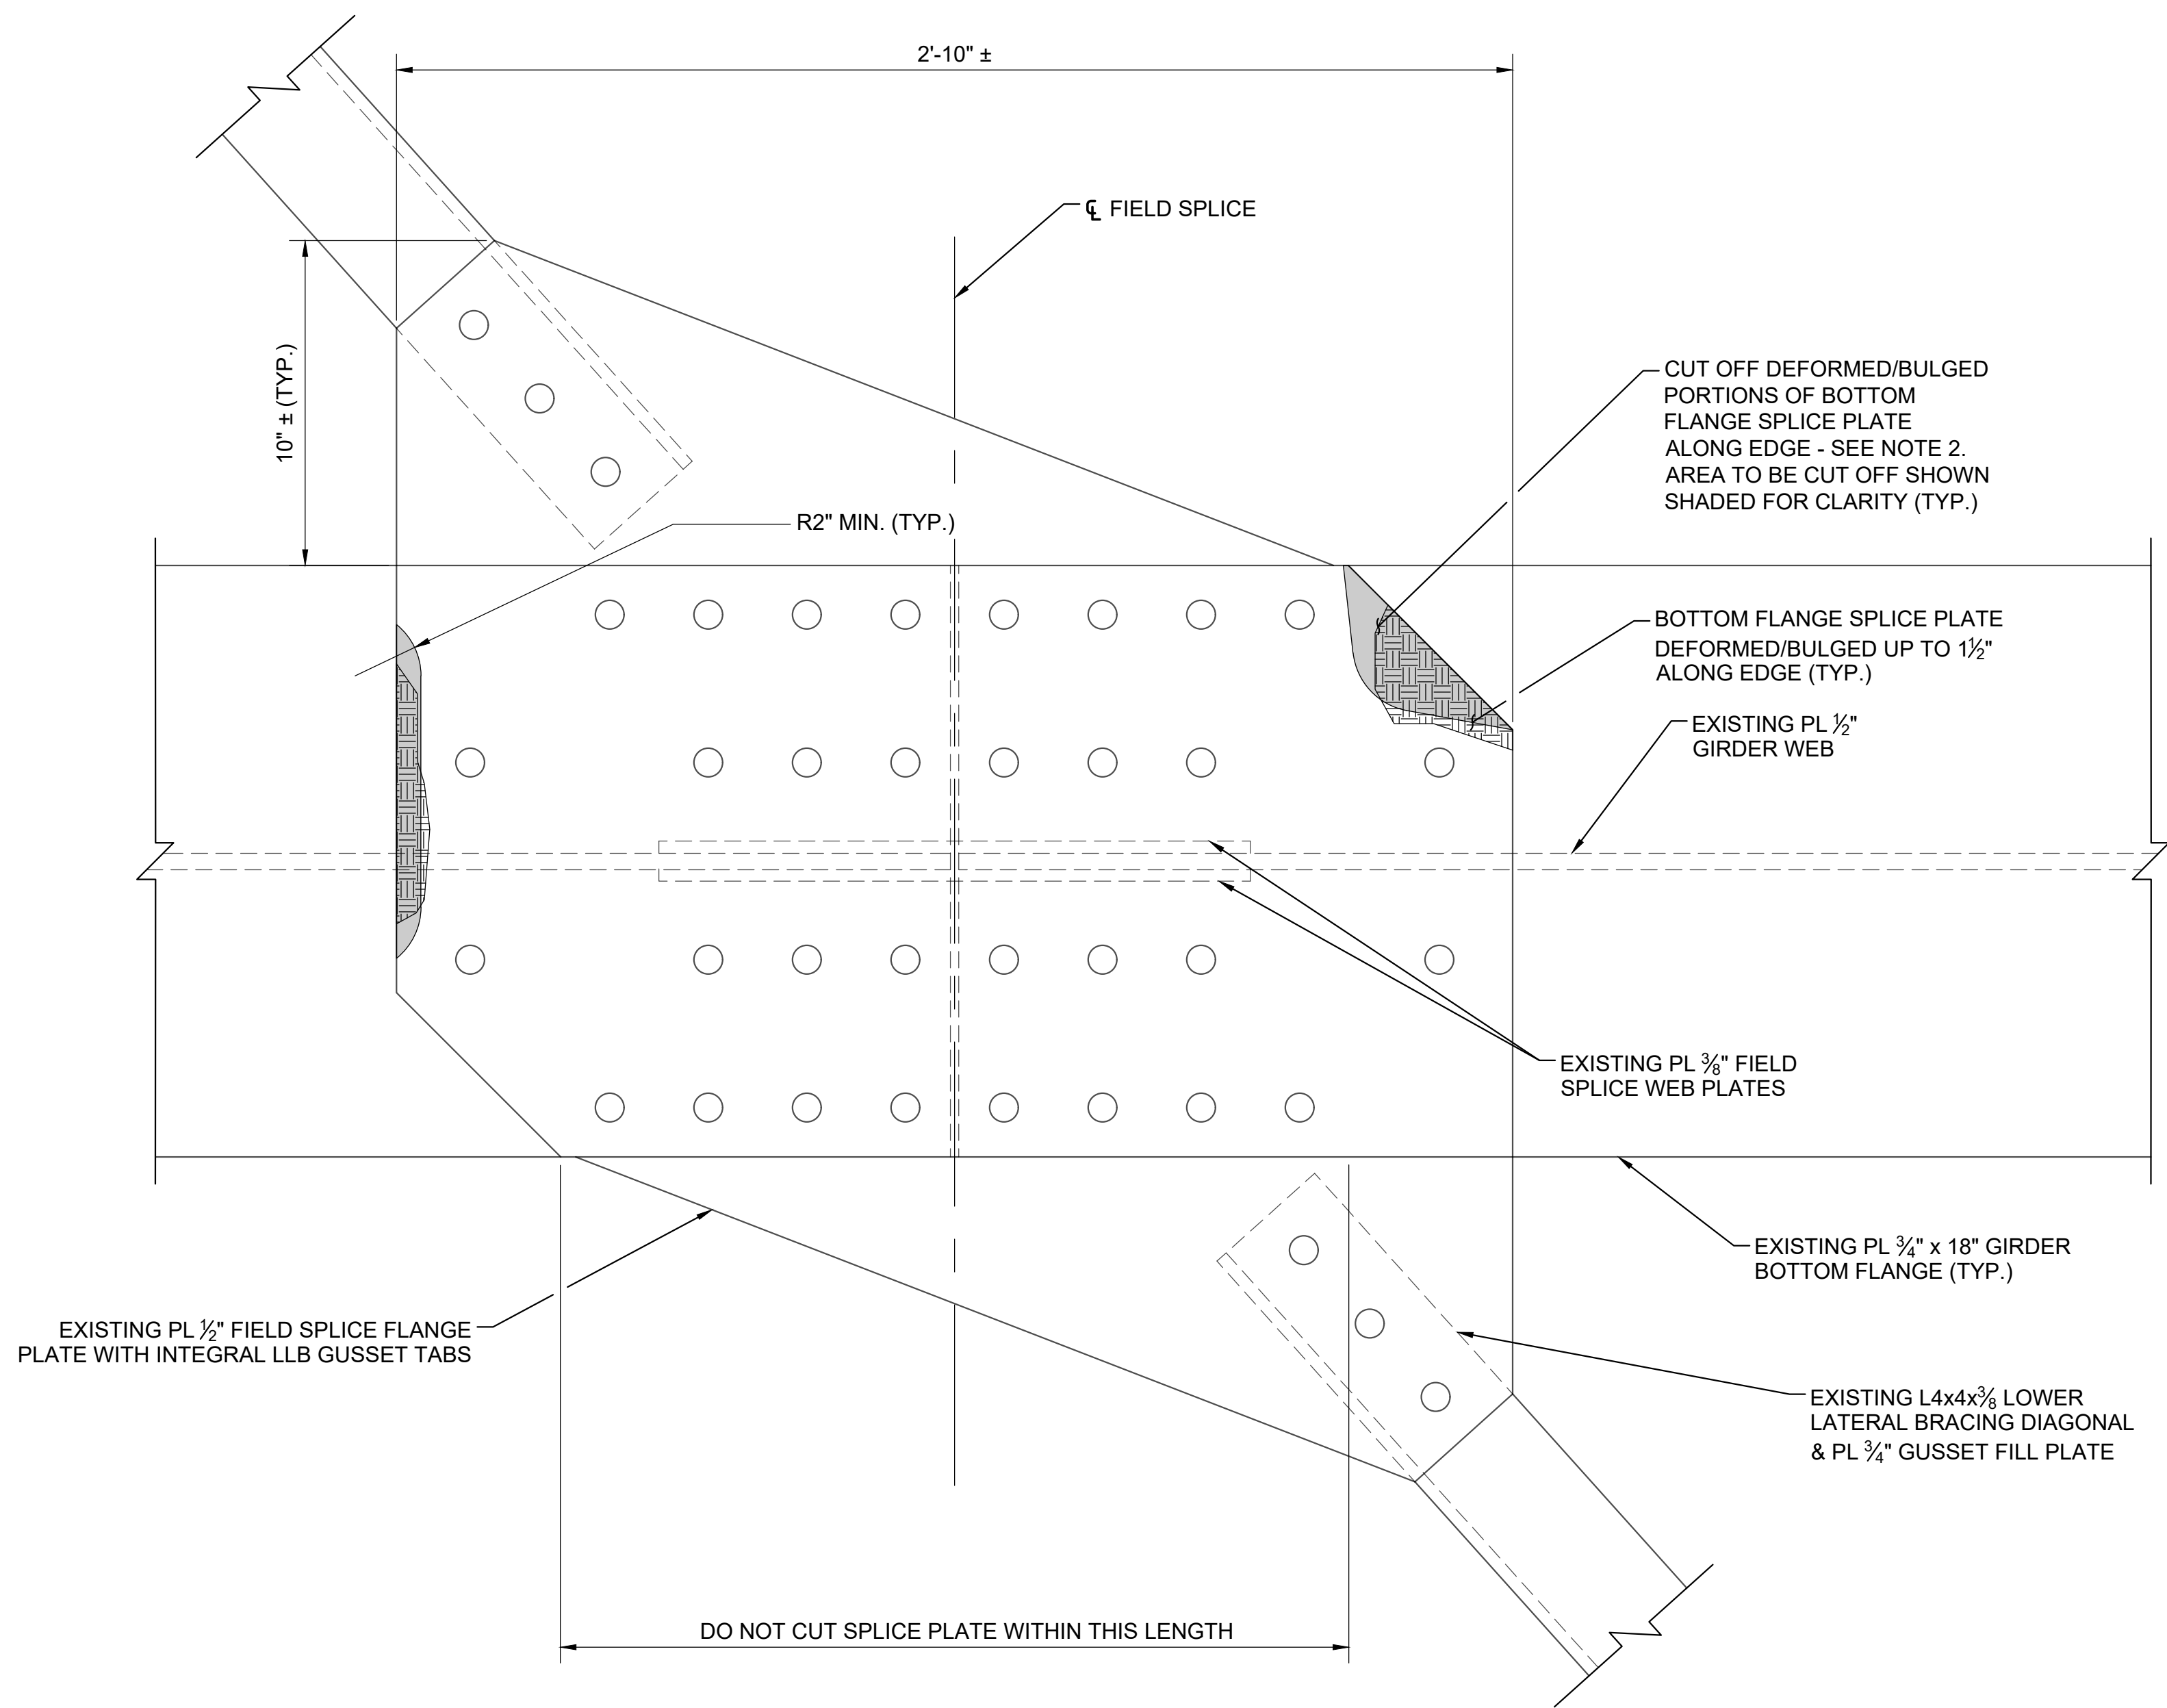 2'-10" ±
℄ FIELD SPLICE
10" ± (TYP.)
CUT OFF DEFORMED/BULGED
PORTIONS OF BOTTOM
FLANGE SPLICE PLATE
ALONG EDGE - SEE NOTE 2.
AREA TO BE CUT OFF SHOWN
SHADED FOR CLARITY (TYP.)
R2" MIN. (TYP.)
BOTTOM FLANGE SPLICE PLATE
DEFORMED/BULGED UP TO 1½"
ALONG EDGE (TYP.)
EXISTING PL ½"
GIRDER WEB
EXISTING PL ⅜" FIELD
SPLICE WEB PLATES
EXISTING PL ¾" x 18" GIRDER
BOTTOM FLANGE (TYP.)
EXISTING PL ½" FIELD SPLICE FLANGE
PLATE WITH INTEGRAL LLB GUSSET TABS
EXISTING L4x4x⅜ LOWER
LATERAL BRACING DIAGONAL
& PL ¾" GUSSET FILL PLATE
DO NOT CUT SPLICE PLATE WITHIN THIS LENGTH